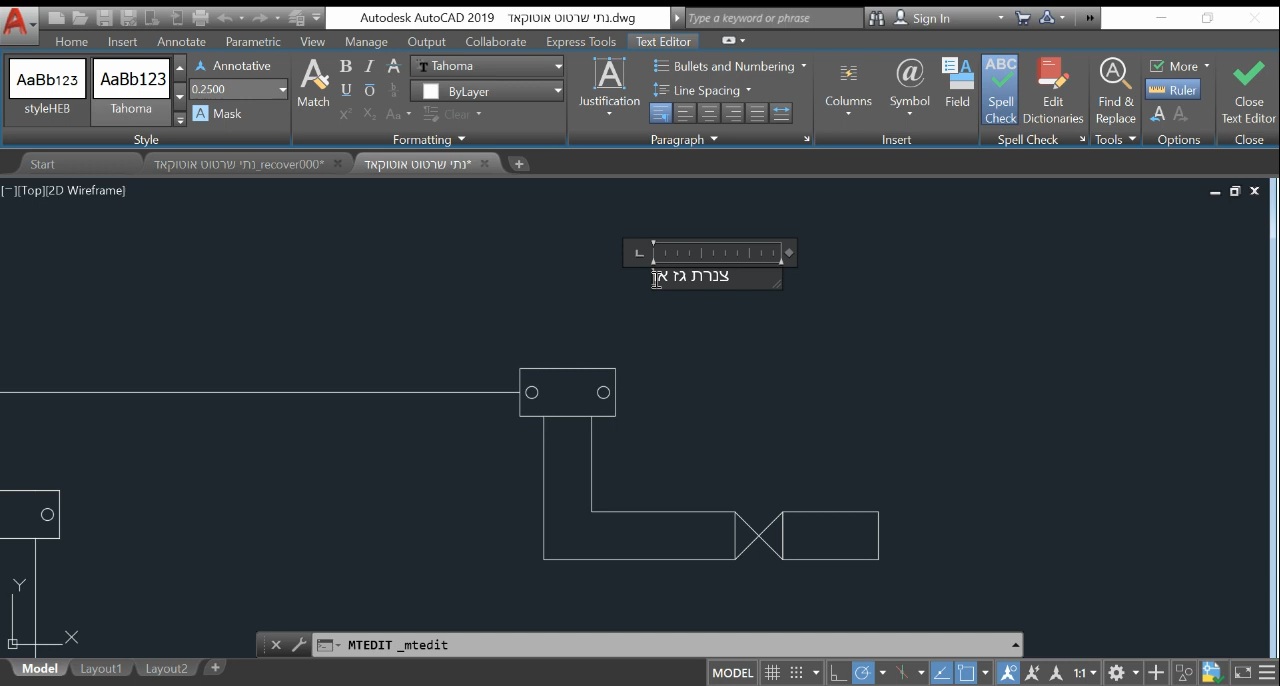 Autodesk AutoCAD 2019 נתי שרטוט אוטוקאד.dwg
Type a keyword or phrase
Sign In
Home Insert Annotate Parametric View Manage Output Collaborate Express Tools Text Editor
AaBb123
styleHEB
AaBb123
Tahoma
Annotative
0.2500
Mask
Style
Match
B I A
Tahoma
U O
ByLayer
Aa
Clear
Formatting
Justification
Bullets and Numbering
Line Spacing
Paragraph
Columns
Symbol
Field
Insert
ABC
Spell
Check
Edit
Dictionaries
Spell Check
Find &
Replace
Tools
More
Ruler
Options
Close
Text Editor
Close
Start
נתי שרטוט אוטוקאד_recover000*
נתי שרטוט אוטוקאד*
[−][Top][2D Wireframe]
צנרת גז או
Y
X
MTEDIT _mtedit
Model Layout1 Layout2
MODEL
1:1